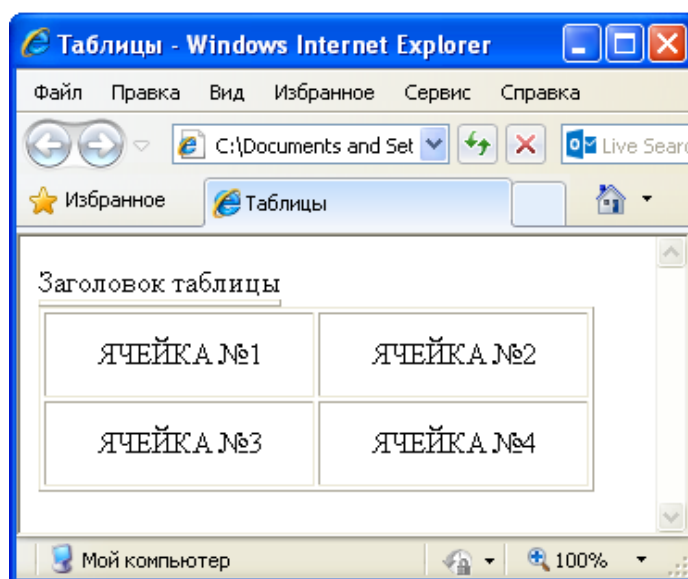 Таблицы - Windows Internet Explorer
Файл Правка Вид Избранное Сервис Справка
C:\Documents and Set Live Sear
Избранное Таблицы
Заголовок таблицы
ЯЧЕЙКА №1 ЯЧЕЙКА №2
ЯЧЕЙКА №3 ЯЧЕЙКА №4
Мой компьютер 100%